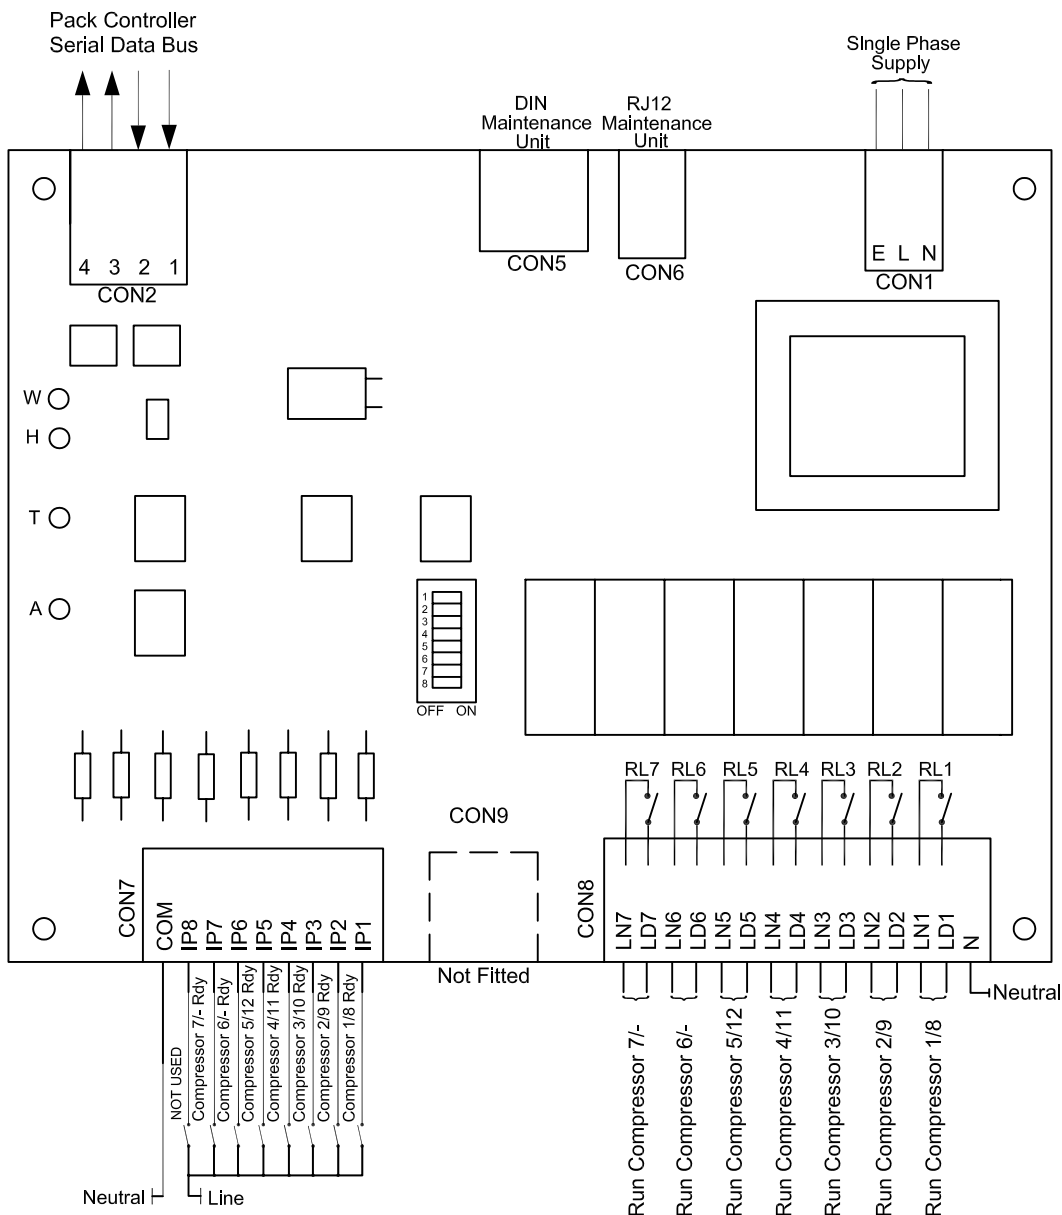 Pack Controller
Serial Data Bus
Single Phase
Supply
DIN
Maintenance
Unit
RJ12
Maintenance
Unit
4 3 2 1
CON2
CON5
CON6
E L N
CON1
W
H
T
A
1
2
3
4
5
6
7
8
OFF ON
RL7 RL6 RL5 RL4 RL3 RL2 RL1
CON9
Not Fitted
CON7
COM
IP8
IP7
IP6
IP5
IP4
IP3
IP2
IP1
NOT USED
Compressor 7/- Rdy
Compressor 6/- Rdy
Compressor 5/12 Rdy
Compressor 4/11 Rdy
Compressor 3/10 Rdy
Compressor 2/9 Rdy
Compressor 1/8 Rdy
Neutral
Line
CON8
LN7
LD7
LN6
LD6
LN5
LD5
LN4
LD4
LN3
LD3
LN2
LD2
LN1
LD1
N
Neutral
Run Compressor 7/-
Run Compressor 6/-
Run Compressor 5/12
Run Compressor 4/11
Run Compressor 3/10
Run Compressor 2/9
Run Compressor 1/8